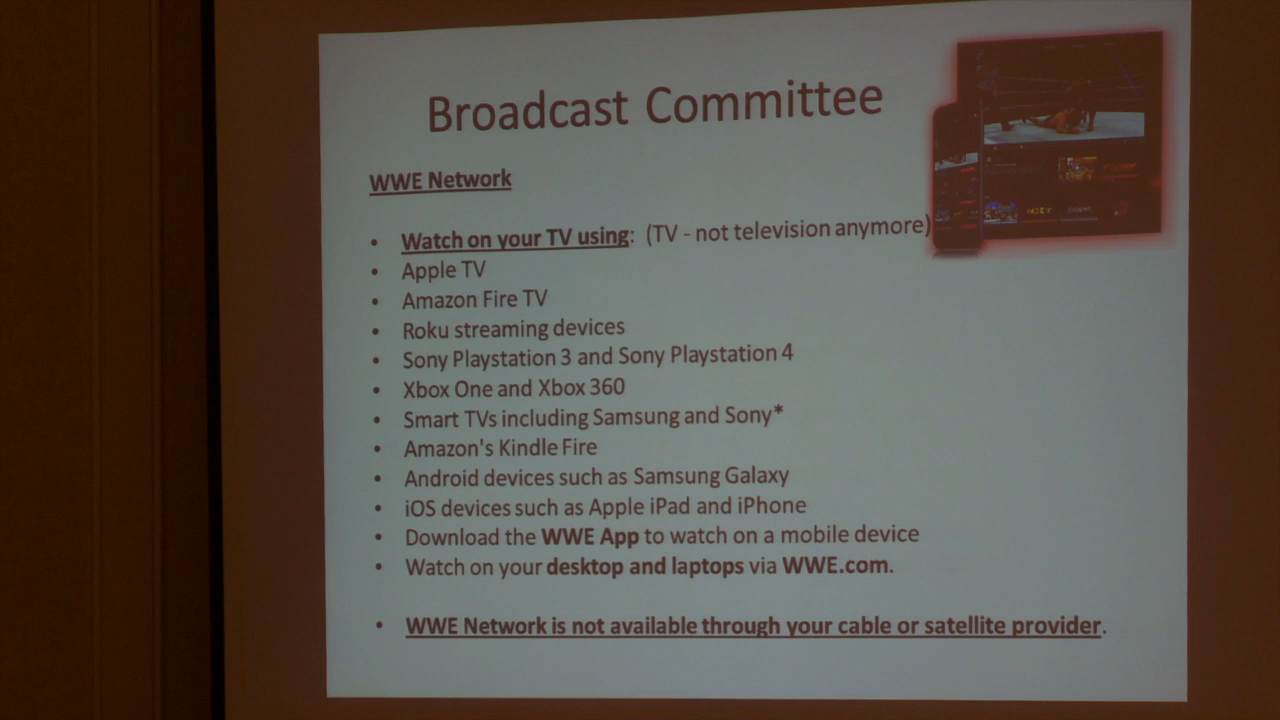 Broadcast Committee
WWE Network
• Watch on your TV using: (TV - not television anymore)
• Apple TV
• Amazon Fire TV
• Roku streaming devices
• Sony Playstation 3 and Sony Playstation 4
• Xbox One and Xbox 360
• Smart TVs including Samsung and Sony*
• Amazon's Kindle Fire
• Android devices such as Samsung Galaxy
• iOS devices such as Apple iPad and iPhone
• Download the WWE App to watch on a mobile device
• Watch on your desktop and laptops via WWE.com.
• WWE Network is not available through your cable or satellite provider.